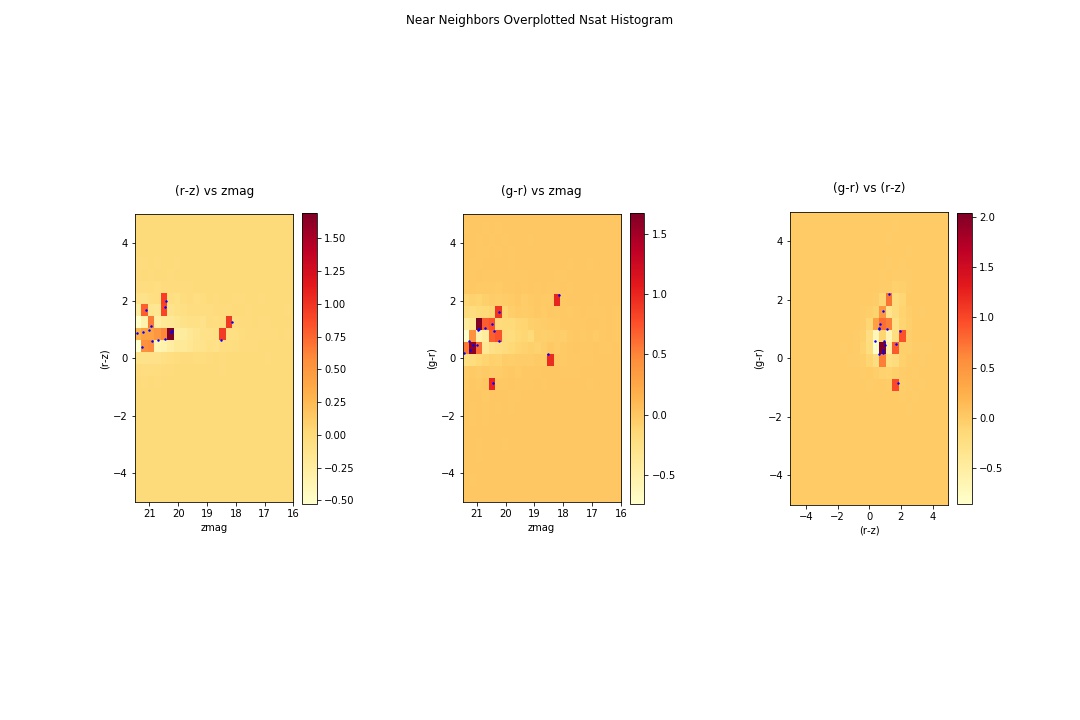 Near Neighbors Overplotted Nsat Histogram
(r-z) vs zmag
(g-r) vs zmag
(g-r) vs (r-z)
4
2
0
−2
−4
(r-z)
21 20 19 18 17 16
zmag
1.50
1.25
1.00
0.75
0.50
0.25
0.00
−0.25
−0.50
4
2
0
−2
−4
(g-r)
21 20 19 18 17 16
zmag
1.5
1.0
0.5
0.0
−0.5
4
2
0
−2
−4
(g-r)
−4 −2 0 2 4
(r-z)
2.0
1.5
1.0
0.5
0.0
−0.5